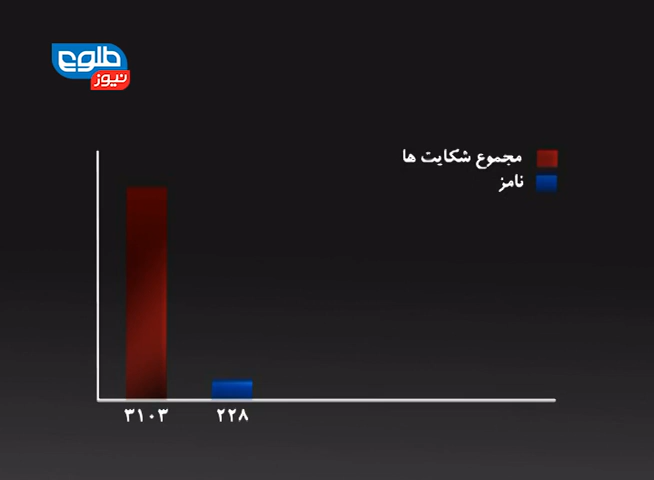 طلوع
نیوز
مجموع شکایت ها
نامز
۳۱۰۳
۲۲۸